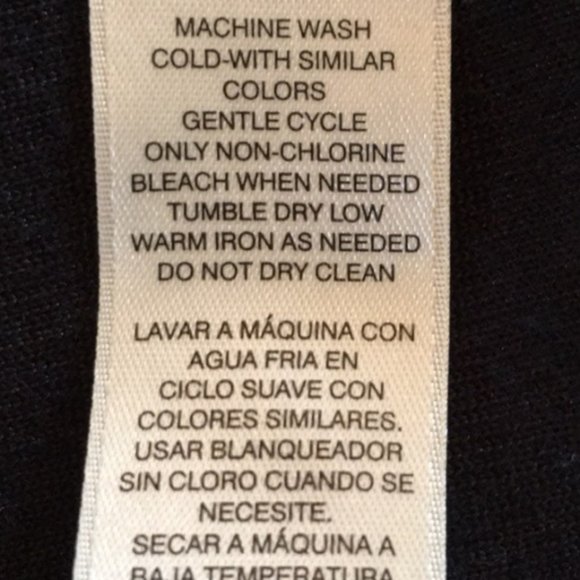 MACHINE WASH
COLD-WITH SIMILAR
COLORS
GENTLE CYCLE
ONLY NON-CHLORINE
BLEACH WHEN NEEDED
TUMBLE DRY LOW
WARM IRON AS NEEDED
DO NOT DRY CLEAN
LAVAR A MÁQUINA CON
AGUA FRIA EN
CICLO SUAVE CON
COLORES SIMILARES.
USAR BLANQUEADOR
SIN CLORO CUANDO SE
NECESITE.
SECAR A MÁQUINA A
BAJA TEMPERATURA